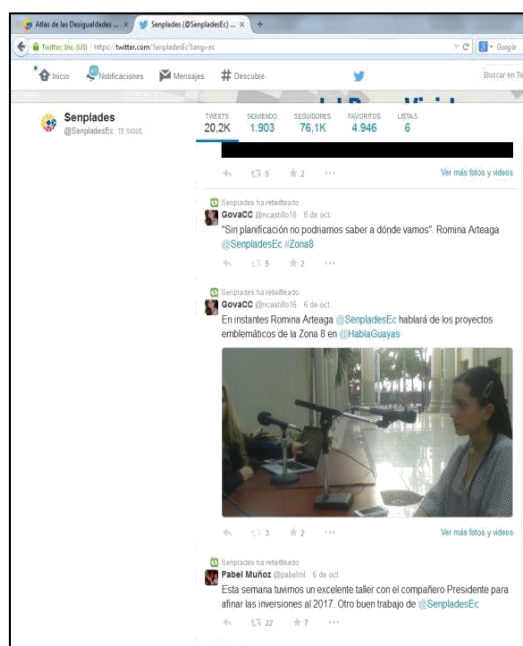 Atlas de las Desigualdades ...
Senplades (@SenpladesEc) ...
Twitter, Inc. (US)
https://twitter.com/SenpladesEc?lang=es
Google
Inicio
Notificaciones
Mensajes
Descubre
Buscar en Tw
Senplades
@SenpladesEc TE SIGUE
TWEETS
20,2K
SIGUIENDO
1.903
SEGUIDORES
76,1K
FAVORITOS
4.946
LISTAS
6
5 2
Ver más fotos y videos
Senplades ha retwitteado
GovaCC @ncastillo16 6 de oct.
"Sin planificación no podriamos saber a dónde vamos". Romina Arteaga
@SenpladesEc #Zona8
5 2
Senplades ha retwitteado
GovaCC @ncastillo16 6 de oct.
En instantes Romina Arteaga @SenpladesEc hablará de los proyectos
emblemáticos de la Zona 8 en @HablaGuayas
3 2
Ver más fotos y videos
Senplades ha retwitteado
Pabel Muñoz @pabelml 6 de oct.
Esta semana tuvimos un excelente taller con el compañero Presidente para
afinar las inversiones al 2017. Otro buen trabajo de @SenpladesEc
22 7